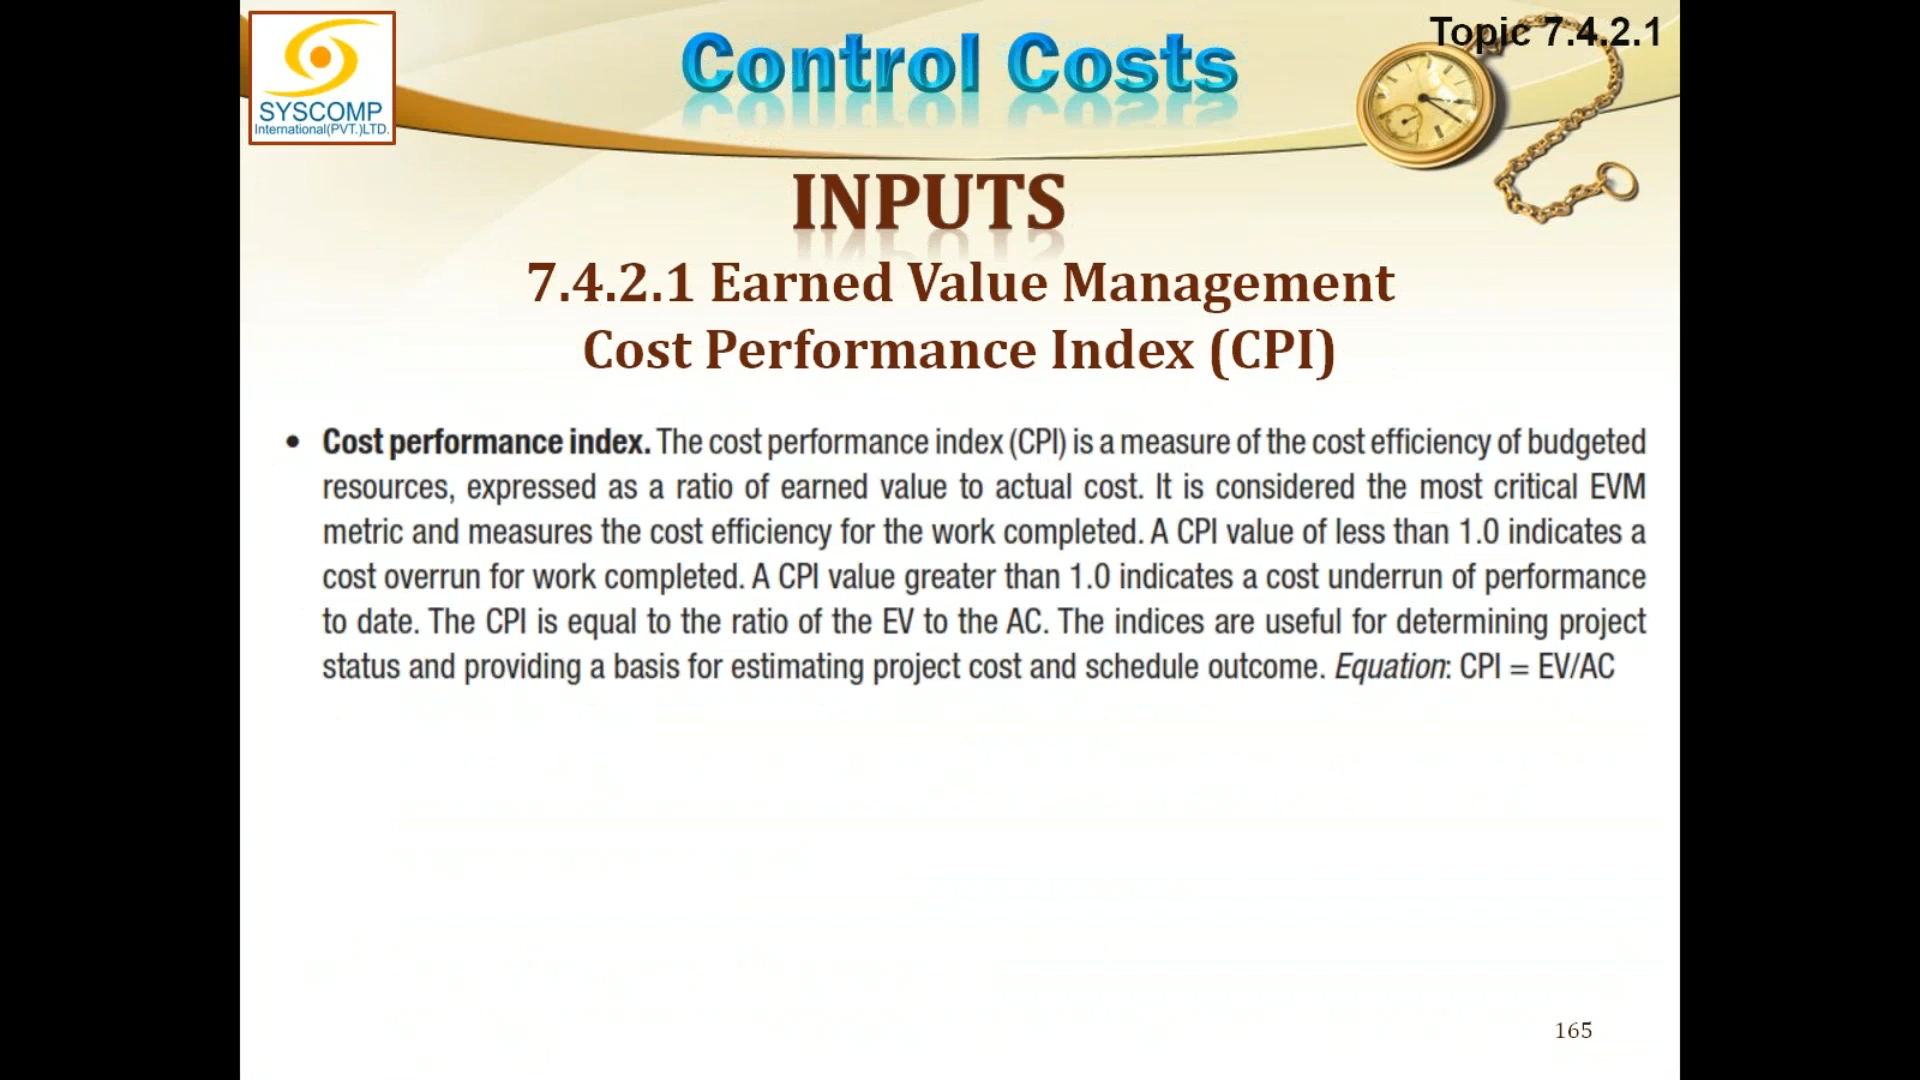 SYSCOMP
International(PVT.)LTD.
Control Costs
Topic 7.4.2.1
INPUTS
7.4.2.1 Earned Value Management
Cost Performance Index (CPI)
• Cost performance index. The cost performance index (CPI) is a measure of the cost efficiency of budgeted
resources, expressed as a ratio of earned value to actual cost. It is considered the most critical EVM
metric and measures the cost efficiency for the work completed. A CPI value of less than 1.0 indicates a
cost overrun for work completed. A CPI value greater than 1.0 indicates a cost underrun of performance
to date. The CPI is equal to the ratio of the EV to the AC. The indices are useful for determining project
status and providing a basis for estimating project cost and schedule outcome. Equation: CPI = EV/AC
165